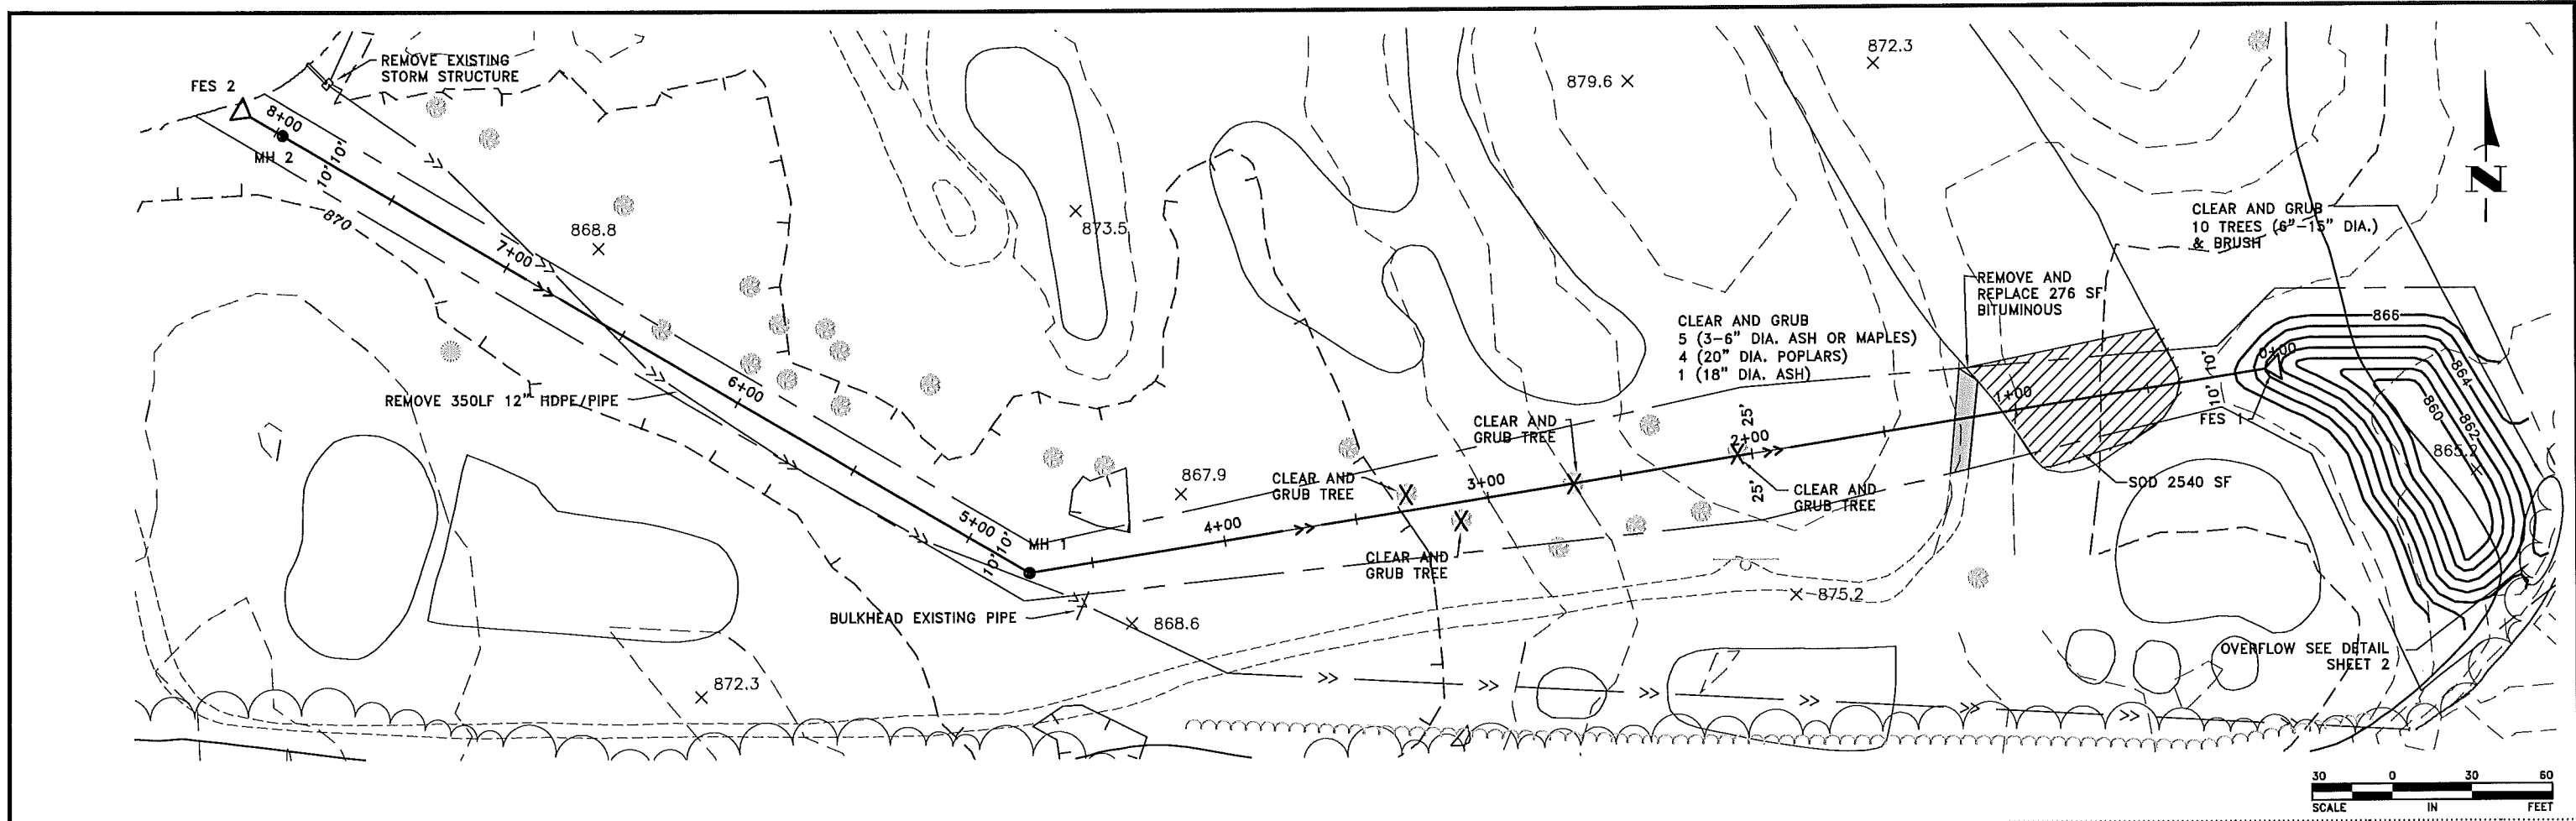 REMOVE EXISTING
STORM STRUCTURE
FES 2
8+00
MH 2
10' 10'
870
7+00
868.8
873.5
879.6
872.3
N
CLEAR AND GRUB
10 TREES (6"-15" DIA.)
& BRUSH
REMOVE AND
REPLACE 276 SF
BITUMINOUS
CLEAR AND GRUB
5 (3-6" DIA. ASH OR MAPLES)
4 (20" DIA. POPLARS)
1 (18" DIA. ASH)
866
0+00
864
862
860
865.2
10' 10'
1+00
FES 1
SOD 2540 SF
REMOVE 350LF 12" HDPE/PIPE
6+00
CLEAR AND
GRUB TREE
25'
2+00
25'
CLEAR AND
GRUB TREE
867.9
CLEAR AND
GRUB TREE
3+00
5+00
10' 10'
MH 1
4+00
CLEAR AND
GRUB TREE
BULKHEAD EXISTING PIPE
868.6
875.2
872.3
OVERFLOW SEE DETAIL
SHEET 2
30 0 30 60
SCALE IN FEET